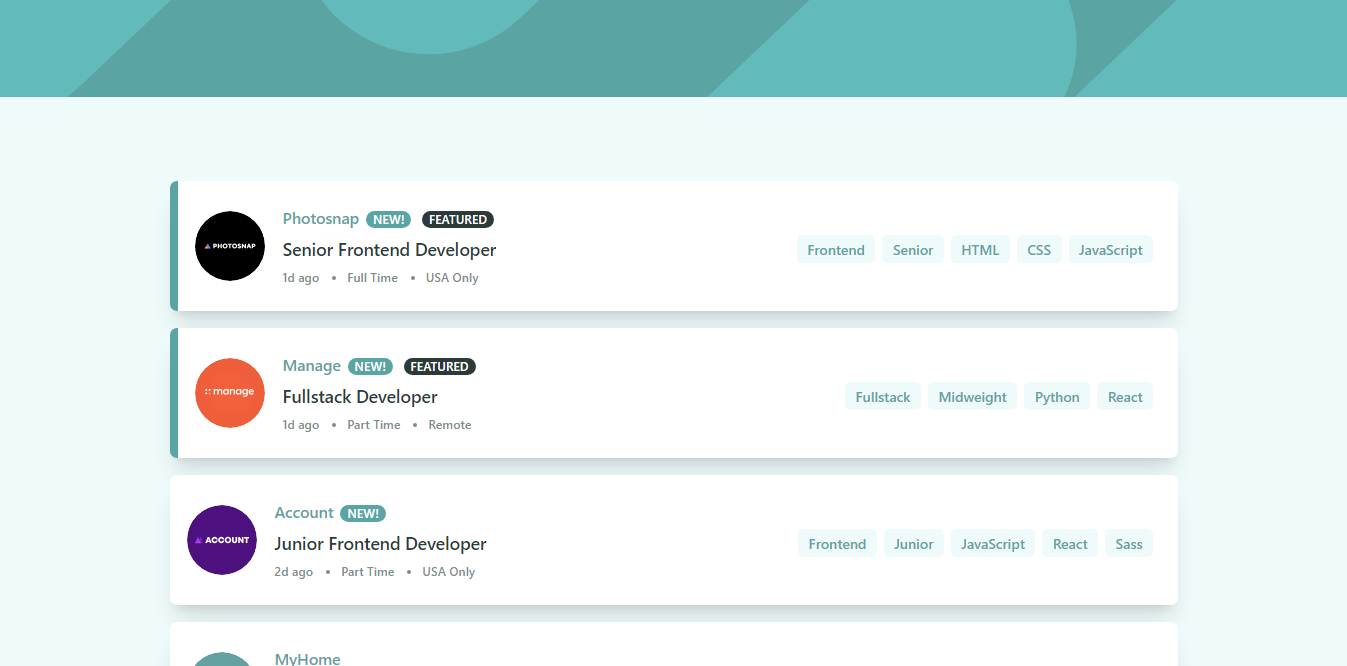 Photosnap NEW! FEATURED
PHOTOSNAP
Senior Frontend Developer
1d ago • Full Time • USA Only
Frontend Senior HTML CSS JavaScript
Manage NEW! FEATURED
manage
Fullstack Developer
1d ago • Part Time • Remote
Fullstack Midweight Python React
Account NEW!
ACCOUNT
Junior Frontend Developer
2d ago • Part Time • USA Only
Frontend Junior JavaScript React Sass
MyHome